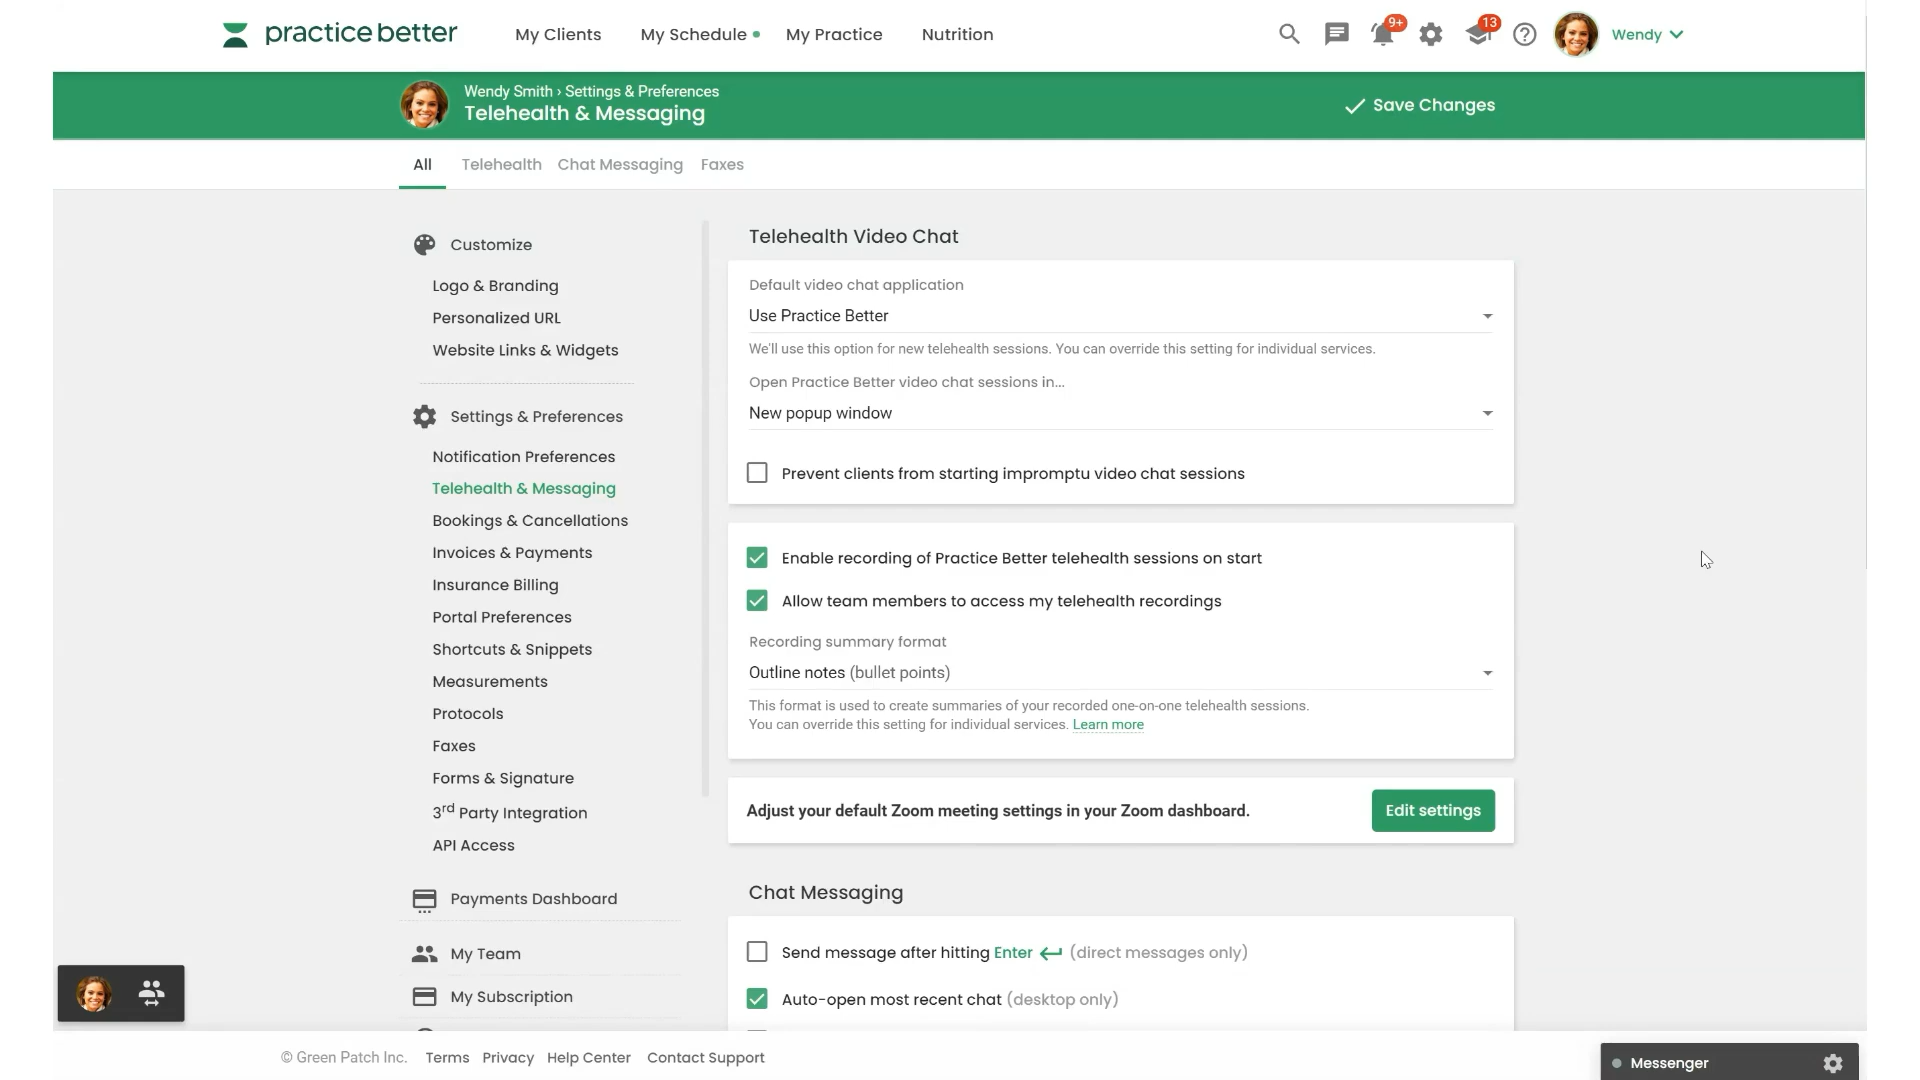 practice better
My Clients
My Schedule
My Practice
Nutrition
9+
13
Wendy
Wendy Smith › Settings & Preferences
Telehealth & Messaging
Save Changes
All
Telehealth
Chat Messaging
Faxes
Customize
Logo & Branding
Personalized URL
Website Links & Widgets
Settings & Preferences
Notification Preferences
Telehealth & Messaging
Bookings & Cancellations
Invoices & Payments
Insurance Billing
Portal Preferences
Shortcuts & Snippets
Measurements
Protocols
Faxes
Forms & Signature
3rd Party Integration
API Access
Payments Dashboard
My Team
My Subscription
Telehealth Video Chat
Default video chat application
Use Practice Better
We'll use this option for new telehealth sessions. You can override this setting for individual services.
Open Practice Better video chat sessions in...
New popup window
Prevent clients from starting impromptu video chat sessions
Enable recording of Practice Better telehealth sessions on start
Allow team members to access my telehealth recordings
Recording summary format
Outline notes (bullet points)
This format is used to create summaries of your recorded one-on-one telehealth sessions.
You can override this setting for individual services. Learn more
Adjust your default Zoom meeting settings in your Zoom dashboard.
Edit settings
Chat Messaging
Send message after hitting Enter (direct messages only)
Auto-open most recent chat (desktop only)
© Green Patch Inc.
Terms
Privacy
Help Center
Contact Support
Messenger